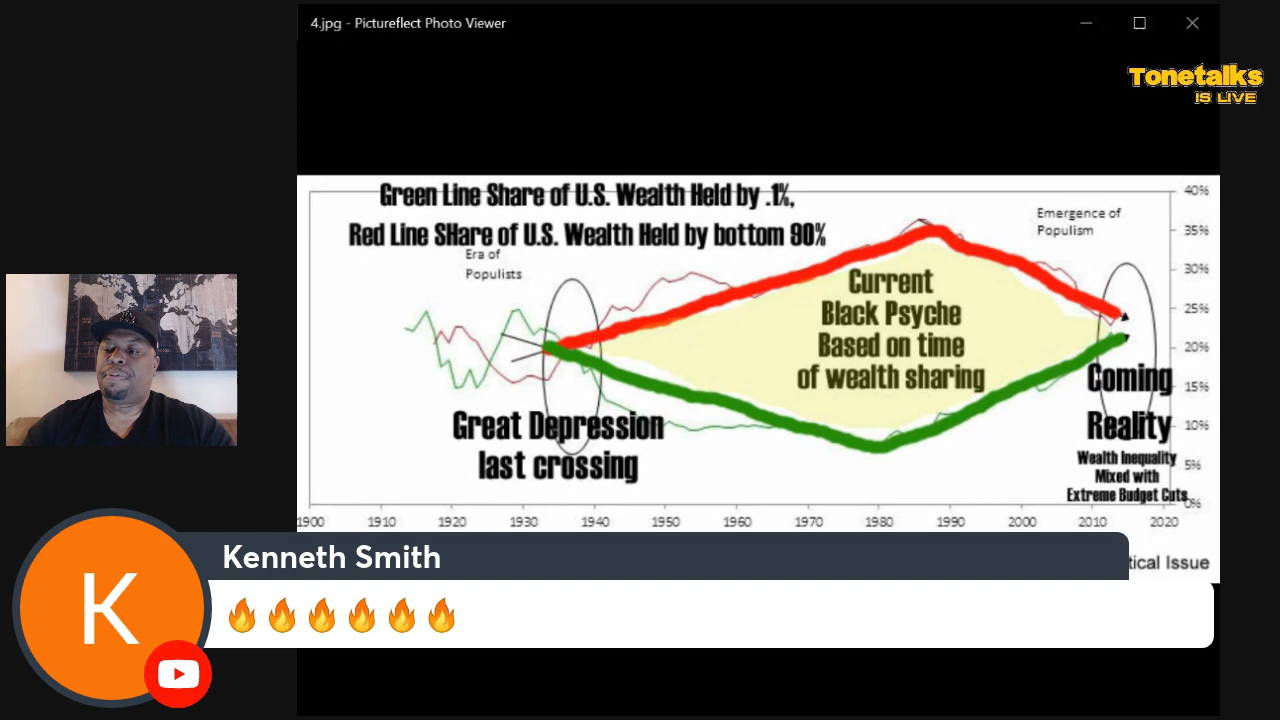 4.jpg - Pictureflect Photo Viewer
Tonetalks
IS LIVE
Green Line Share of U.S. Wealth Held by .1%,
Red Line SHare of U.S. Wealth Held by bottom 90%
Era of
Populists
Emergence of
Populism
40%
35%
30%
25%
20%
15%
10%
5%
0%
Current
Black Psyche
Based on time
of wealth sharing
Great Depression
last crossing
Coming
Reality
Wealth Inequality
Mixed with
Extreme Budget Cuts
1900 1910 1920 1930 1940 1950 1960 1970 1980 1990 2000 2010 2020
tical Issue
K
Kenneth Smith
🔥🔥🔥🔥🔥🔥